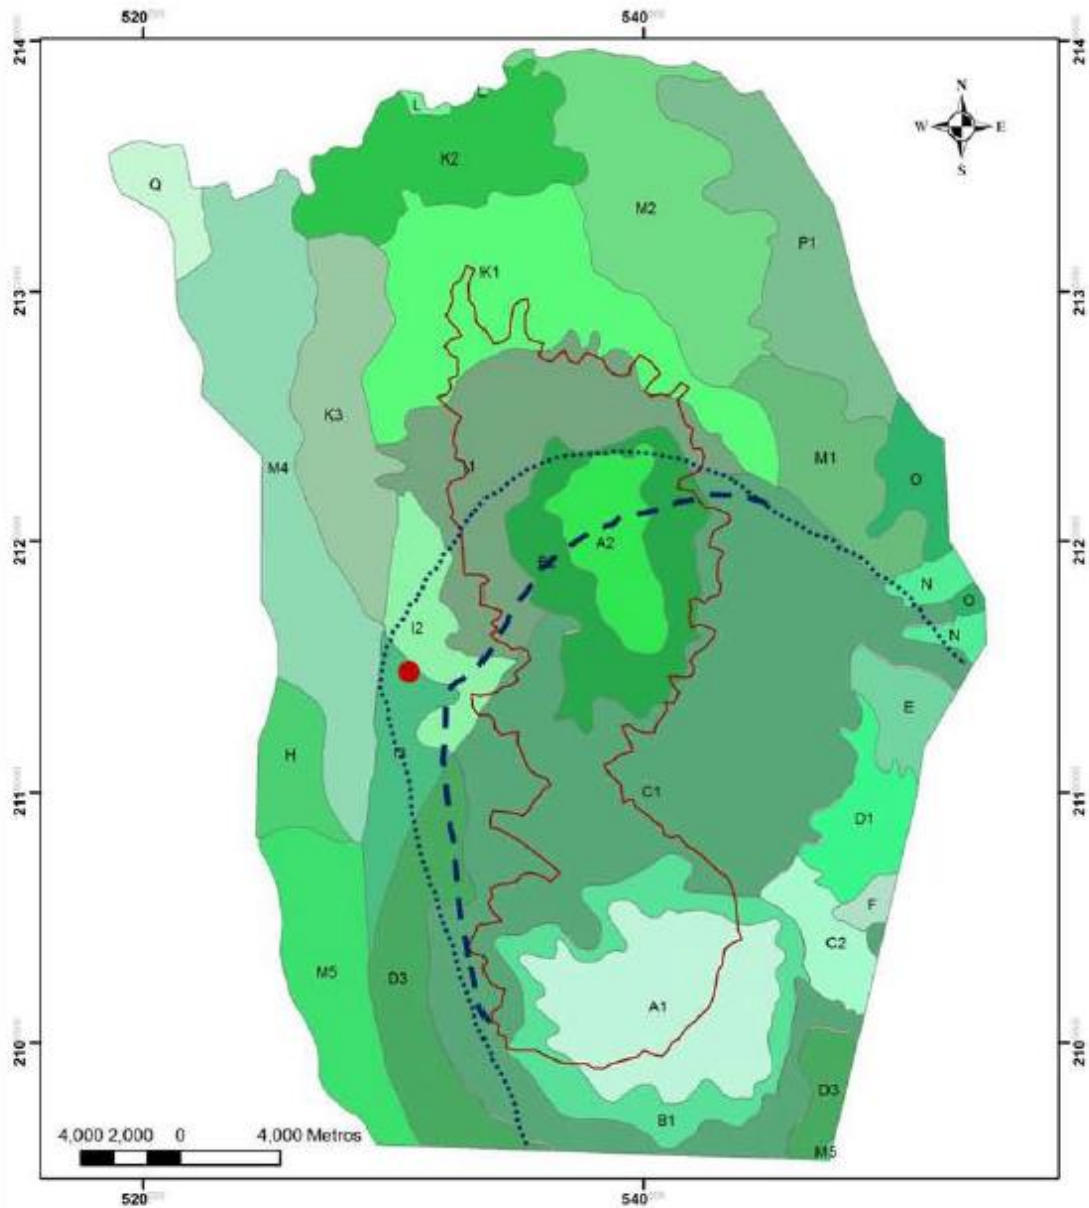 520 540
214 214
N
W E
S
L L
K2
Q
M2
P1
213 213
K1
K3
M1
M4
O
212 212
A2
N
O
I2
N
E
H
211 211
C1
D1
F
C2
M5
D3
A1
210 210
D3
B1
M5
4,000 2,000 0 4,000 Metros
520 540